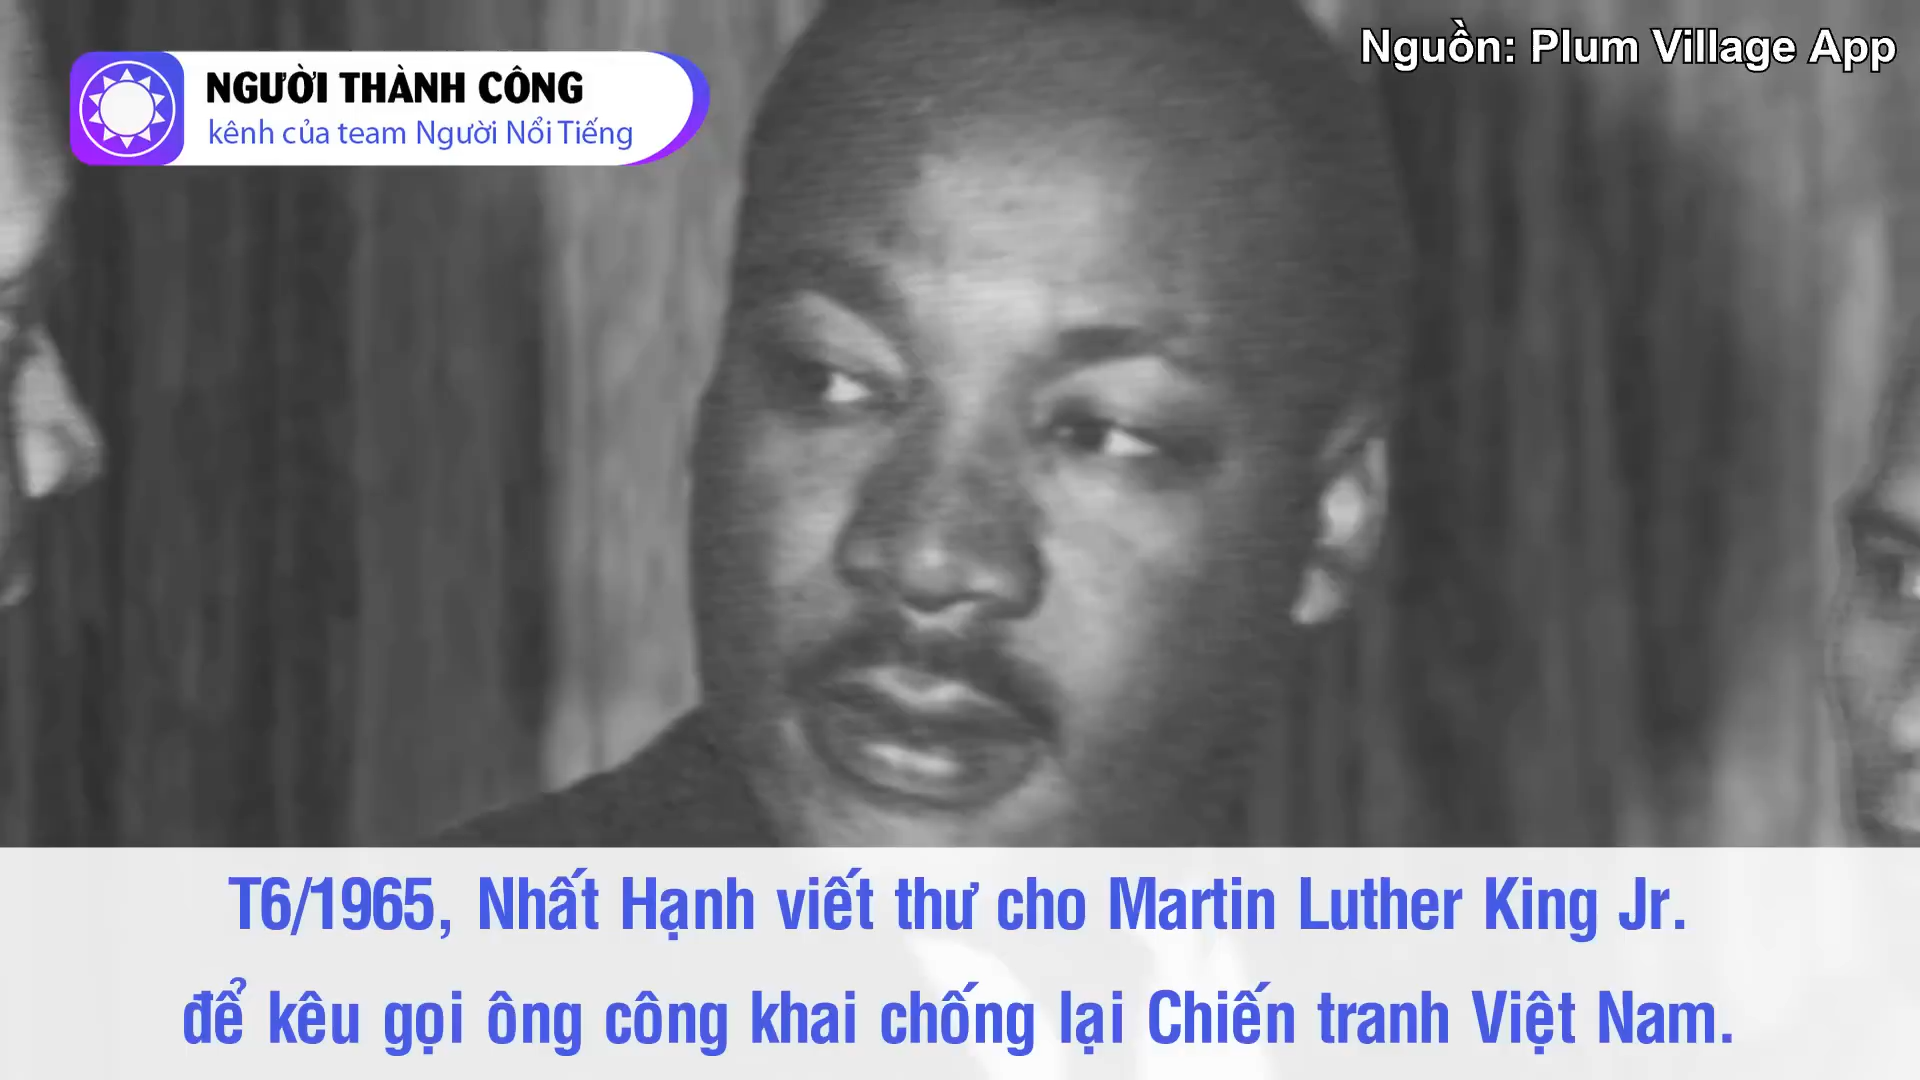 Nguồn: Plum Village App
NGƯỜI THÀNH CÔNG
kênh của team Người Nổi Tiếng
T6/1965, Nhất Hạnh viết thư cho Martin Luther King Jr.
để kêu gọi ông công khai chống lại Chiến tranh Việt Nam.